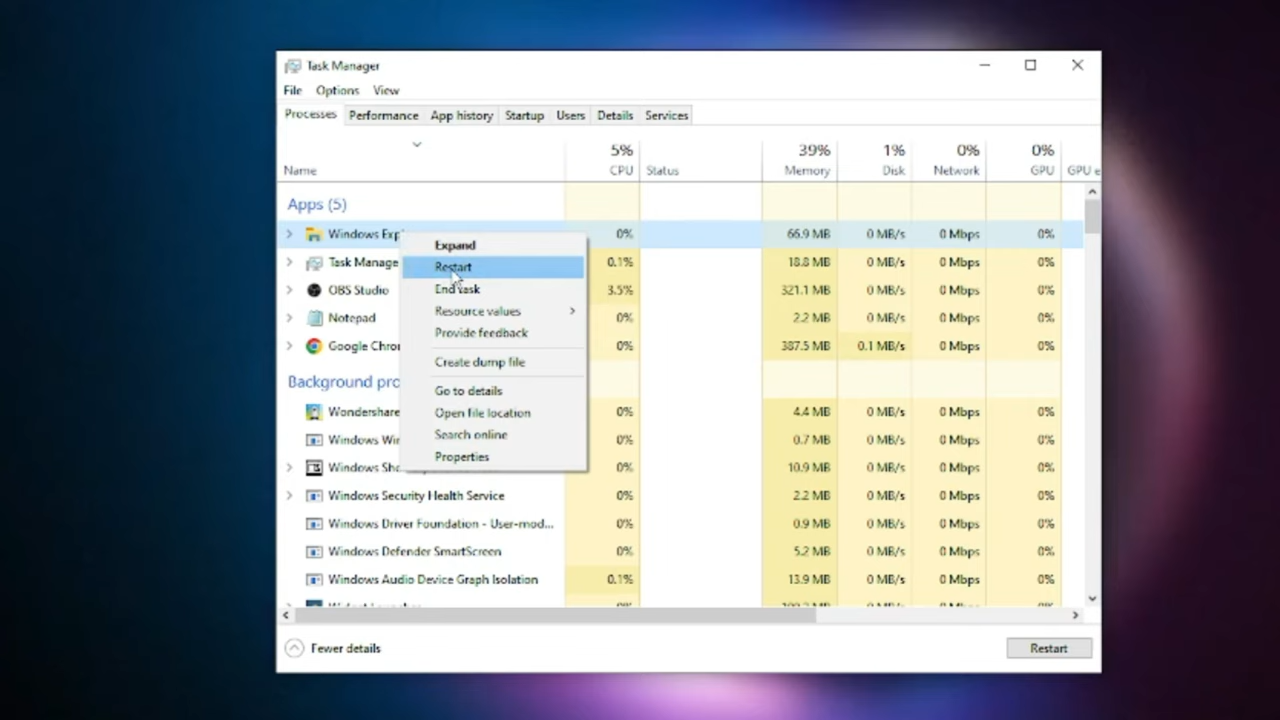 Task Manager
File Options View
Processes Performance App history Startup Users Details Services
5% 39% 1% 0% 0%
Name CPU Status Memory Disk Network GPU GPU e
Apps (5)
Windows Exp 0% 66.9 MB 0 MB/s 0 Mbps 0%
Task Manage 0.1% 18.8 MB 0 MB/s 0 Mbps 0%
OBS Studio 3.5% 321.1 MB 0 MB/s 0 Mbps 0%
Notepad 0% 2.2 MB 0 MB/s 0 Mbps 0%
Google Chro 0% 387.5 MB 0.1 MB/s 0 Mbps 0%
Background pro
Wondershare 0% 4.4 MB 0 MB/s 0 Mbps 0%
Windows Wir 0% 0.7 MB 0 MB/s 0 Mbps 0%
Windows She 0% 10.9 MB 0 MB/s 0 Mbps 0%
Windows Security Health Service 0% 2.2 MB 0 MB/s 0 Mbps 0%
Windows Driver Foundation - User-mod... 0% 0.9 MB 0 MB/s 0 Mbps 0%
Windows Defender SmartScreen 0% 5.2 MB 0 MB/s 0 Mbps 0%
Windows Audio Device Graph Isolation 0.1% 13.9 MB 0 MB/s 0 Mbps 0%
Expand
Restart
End task
Resource values
Provide feedback
Create dump file
Go to details
Open file location
Search online
Properties
Fewer details
Restart